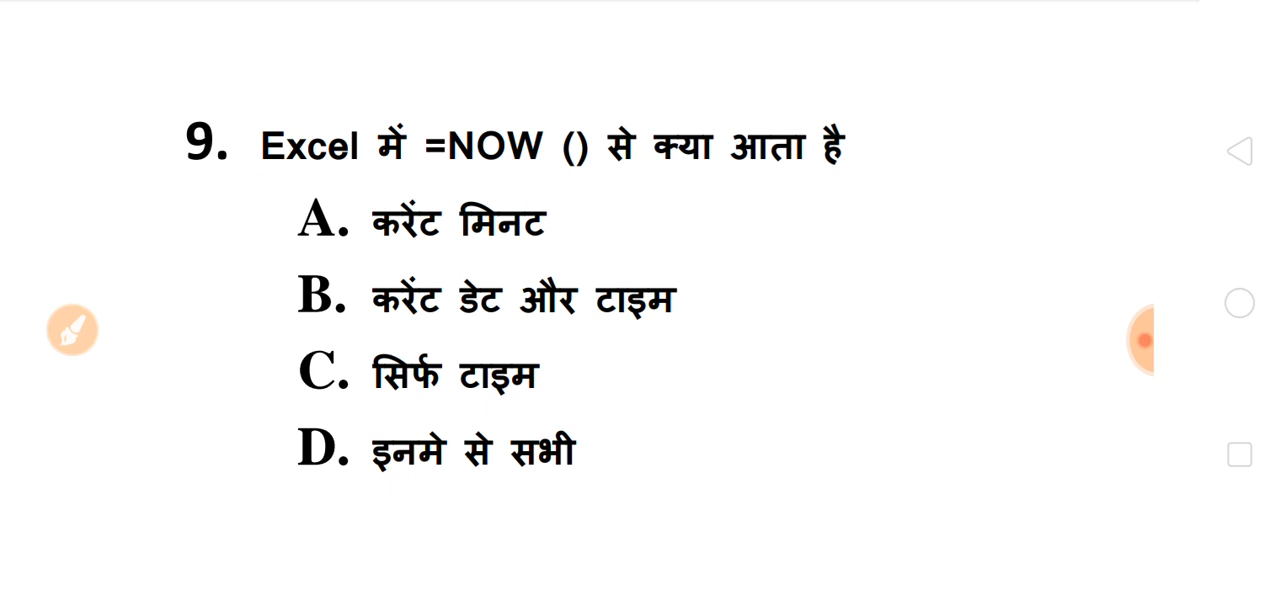 9. Excel में =NOW () से क्या आता है
A. करेंट मिनट
B. करेंट डेट और टाइम
C. सिर्फ टाइम
D. इनमे से सभी